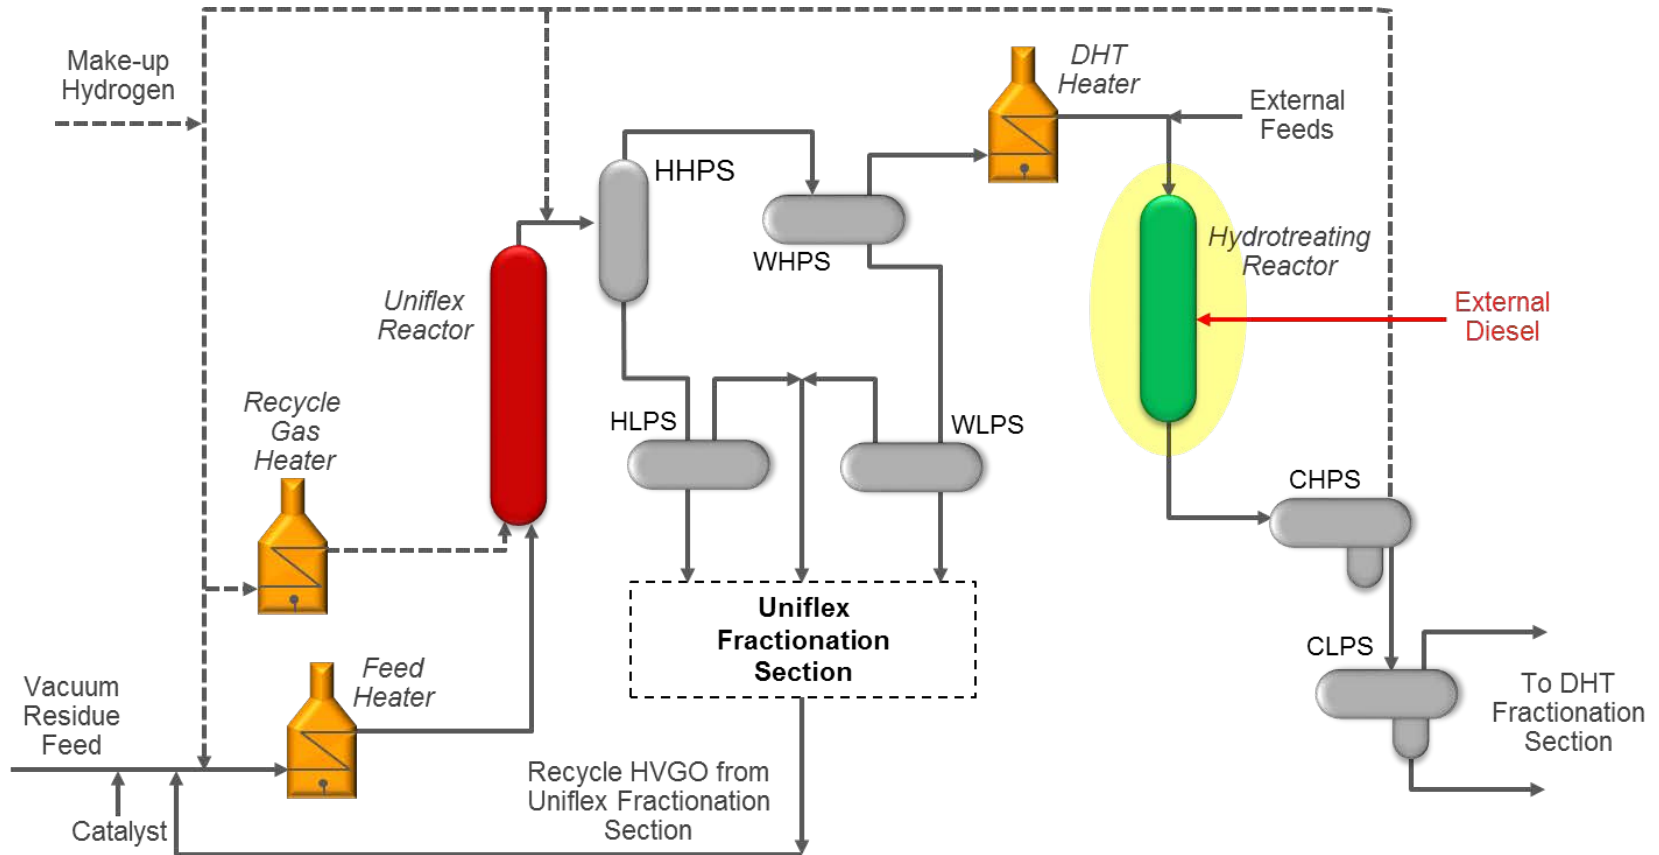 Make-up
Hydrogen
DHT
Heater
External
Feeds
HHPS
WHPS
Hydrotreating
Reactor
Uniflex
Reactor
External
Diesel
Recycle
Gas
Heater
HLPS
WLPS
CHPS
Uniflex
Fractionation
Section
CLPS
Feed
Heater
Vacuum
Residue
Feed
To DHT
Fractionation
Section
Recycle HVGO from
Uniflex Fractionation
Section
Catalyst